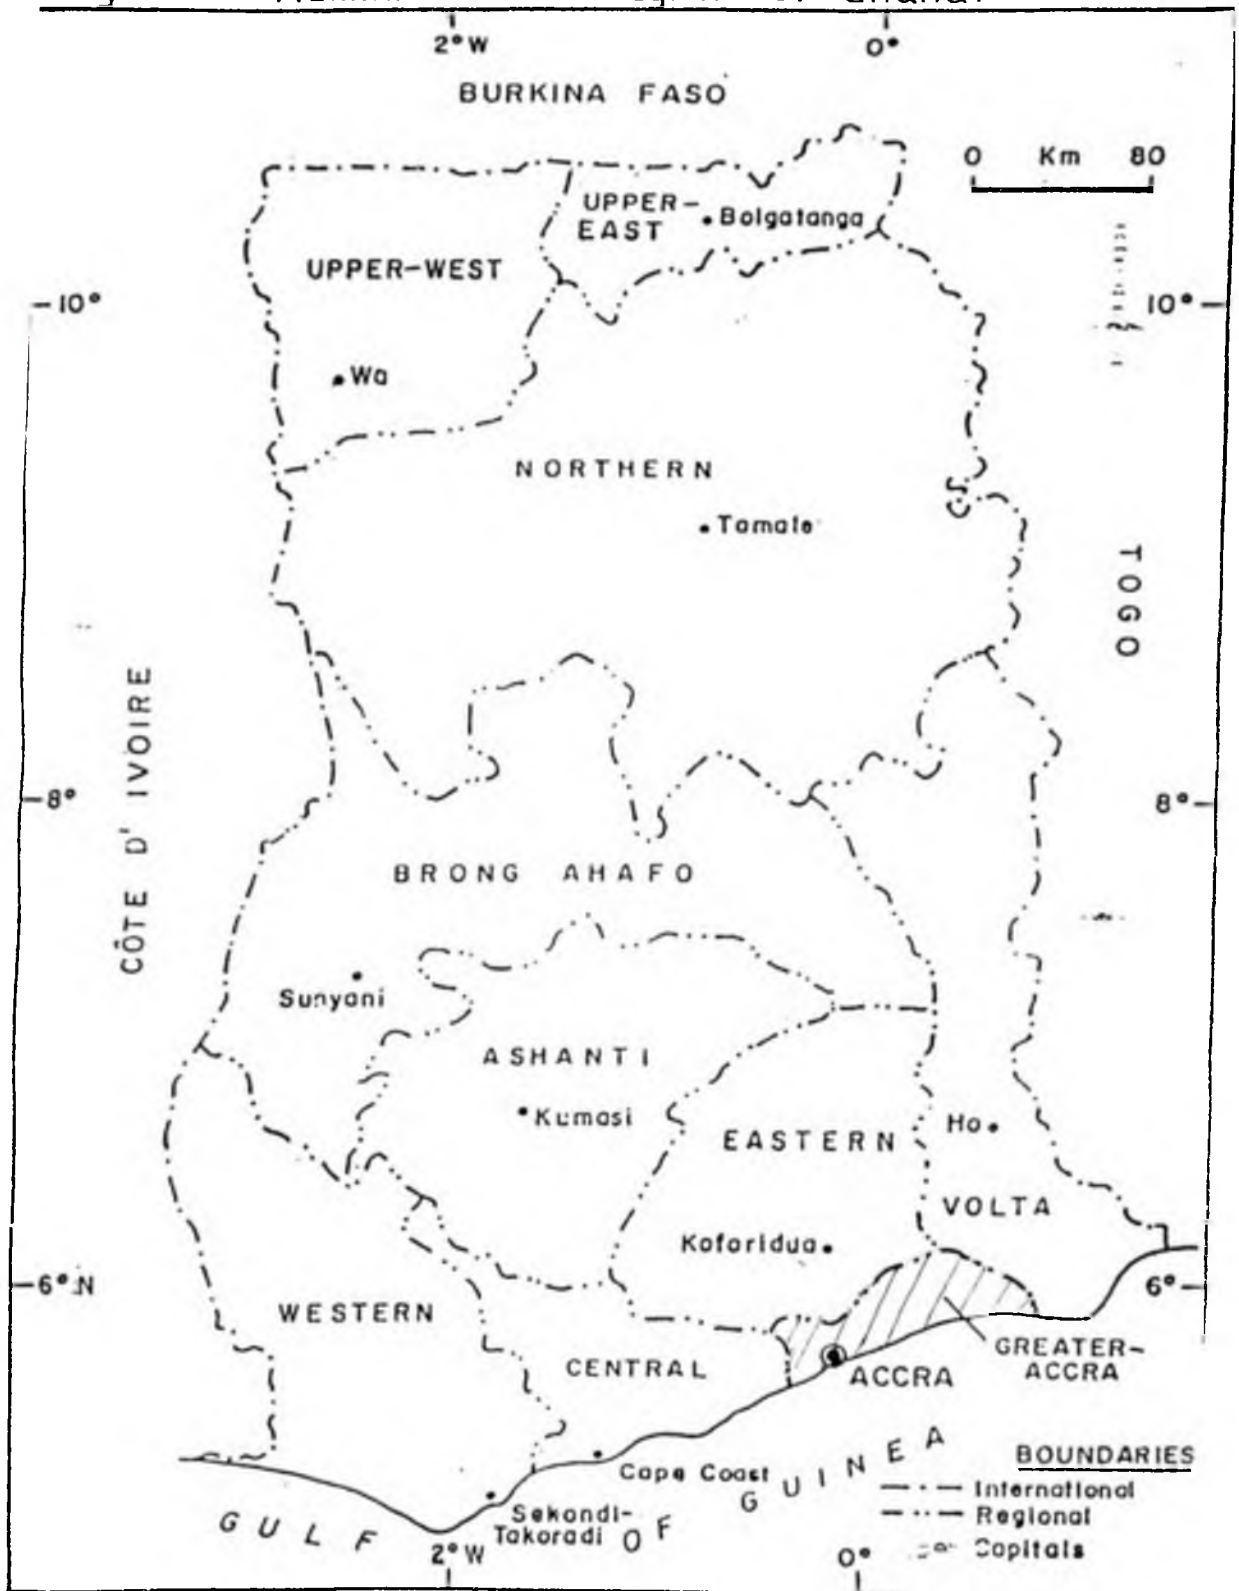 of Ghana.
2°W 0°
BURKINA FASO
0 Km 80
UPPER-
EAST
Bolgatanga
UPPER-WEST
10° 10°
Wa
NORTHERN
Tamale
TOGO
CÔTE D' IVOIRE
8° 8°
BRONG AHAFO
Sunyani
ASHANTI
Kumasi
EASTERN
Ho
VOLTA
Koforidua
6°N 6°
WESTERN
GREATER-
ACCRA
CENTRAL
ACCRA
Cape Coast
Sekondi-
Takoradi
GULF OF GUINEA
BOUNDARIES
International
Regional
Capitals
2°W 0°